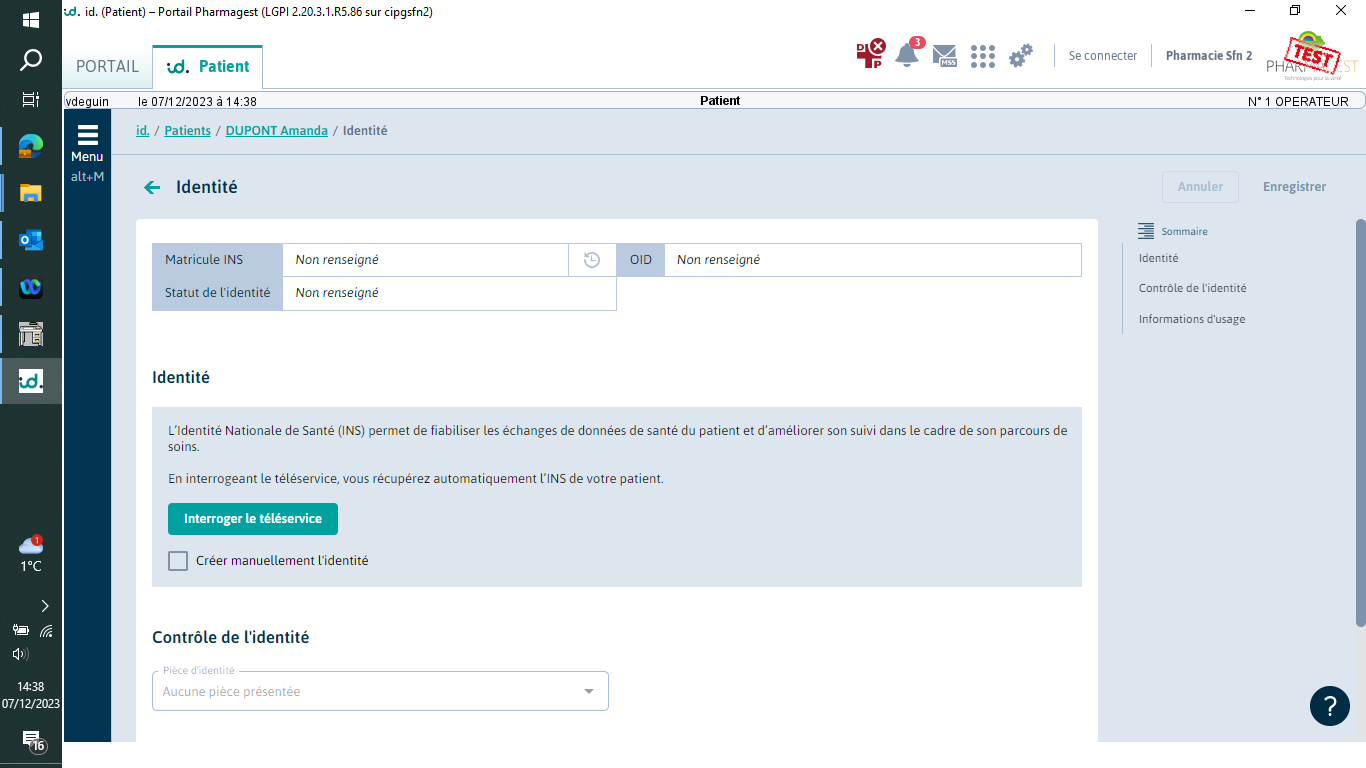 id. id. (Patient) – Portail Pharmagest (LGPI 2.20.3.1.R5.86 sur cipgsfn2)
PORTAIL
id. Patient
DP
3
MSS
Se connecter
Pharmacie Sfn 2
TEST
PHARMAGEST
Technologies pour la santé
vdeguin
le 07/12/2023 à 14:38
Patient
N° 1 OPERATEUR
Menu
alt+M
id. / Patients / DUPONT Amanda / Identité
Identité
Annuler
Enregistrer
Matricule INS
Non renseigné
OID
Non renseigné
Statut de l'identité
Non renseigné
Sommaire
Identité
Contrôle de l'identité
Informations d'usage
Identité
L'Identité Nationale de Santé (INS) permet de fiabiliser les échanges de données de santé du patient et d'améliorer son suivi dans le cadre de son parcours de
soins.
En interrogeant le téléservice, vous récupérez automatiquement l'INS de votre patient.
Interroger le téléservice
Créer manuellement l'identité
Contrôle de l'identité
Pièce d'identité
Aucune pièce présentée
?
id.
1
1°C
14:38
07/12/2023
16